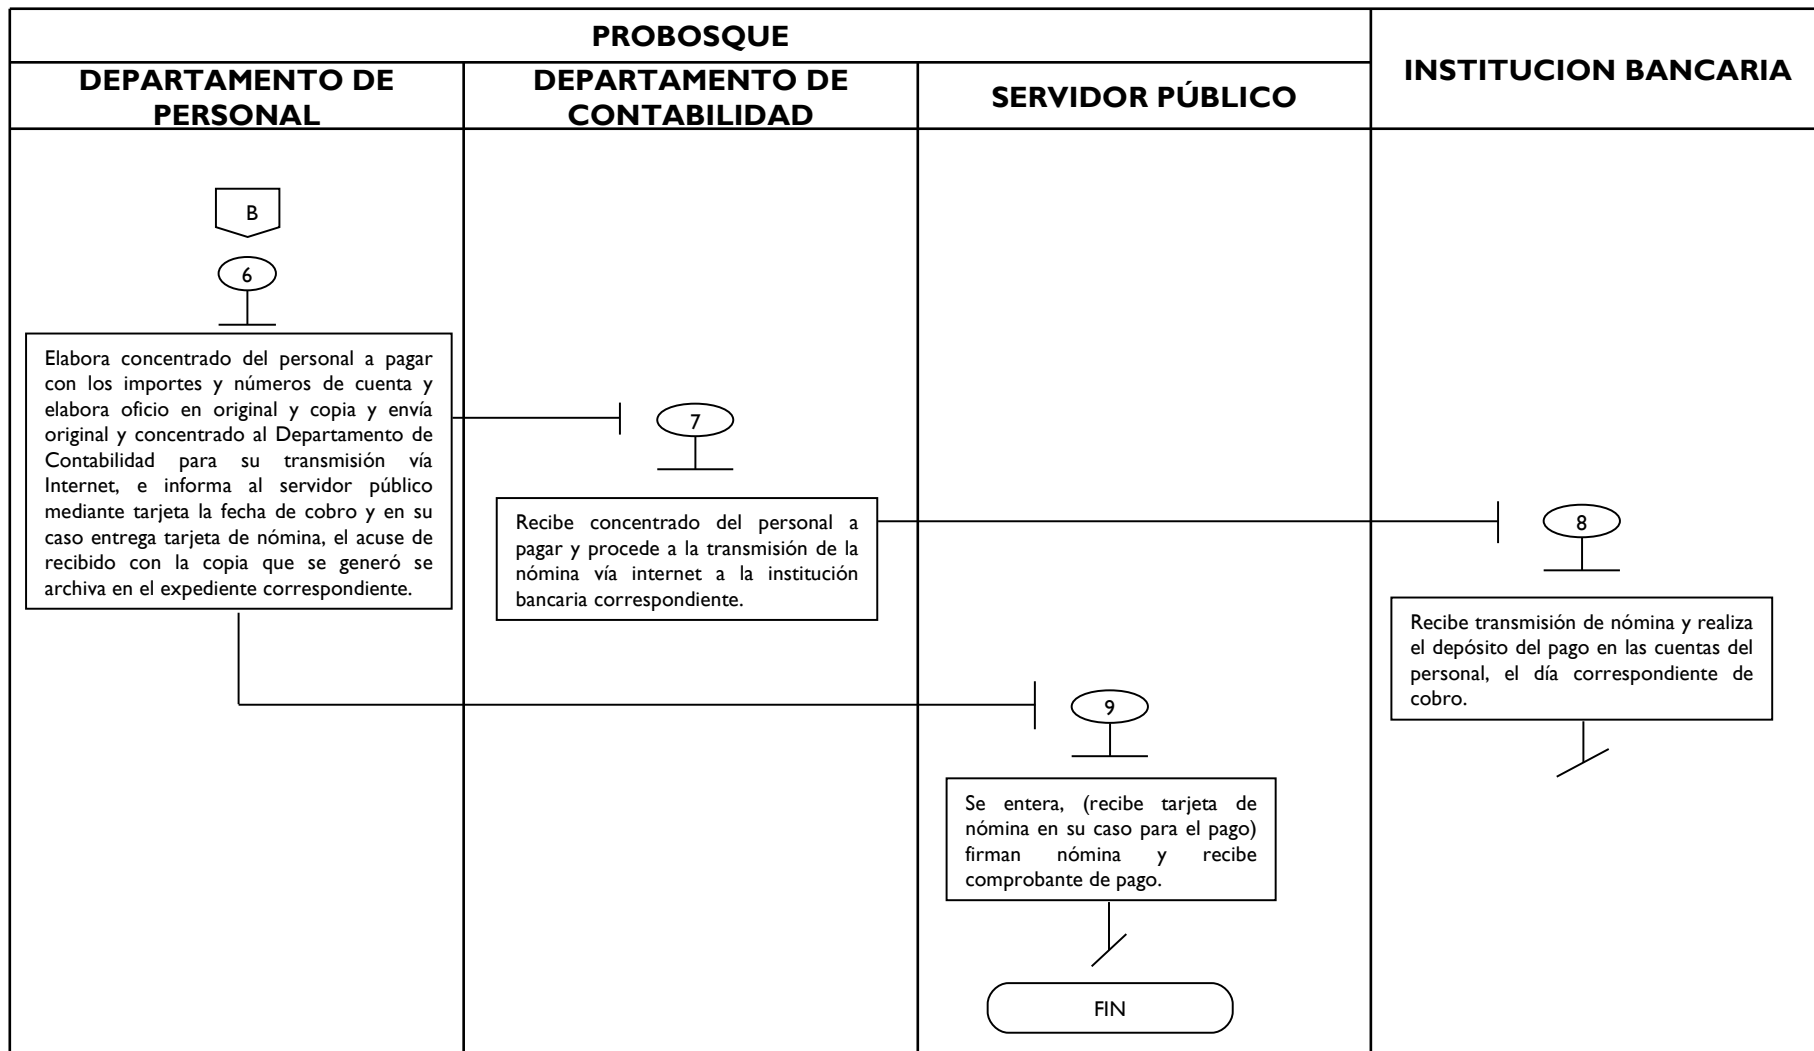 PROBOSQUE
INSTITUCION BANCARIA
DEPARTAMENTO DE
PERSONAL
DEPARTAMENTO DE
CONTABILIDAD
SERVIDOR PÚBLICO
B
6
Elabora concentrado del personal a pagar
con los importes y números de cuenta y
elabora oficio en original y copia y envía
original y concentrado al Departamento de
Contabilidad para su transmisión vía
Internet, e informa al servidor público
mediante tarjeta la fecha de cobro y en su
caso entrega tarjeta de nómina, el acuse de
recibido con la copia que se generó se
archiva en el expediente correspondiente.
7
Recibe concentrado del personal a
pagar y procede a la transmisión de la
nómina vía internet a la institución
bancaria correspondiente.
8
Recibe transmisión de nómina y realiza
el depósito del pago en las cuentas del
personal, el día correspondiente de
cobro.
9
Se entera, (recibe tarjeta de
nómina en su caso para el pago)
firman nómina y recibe
comprobante de pago.
FIN